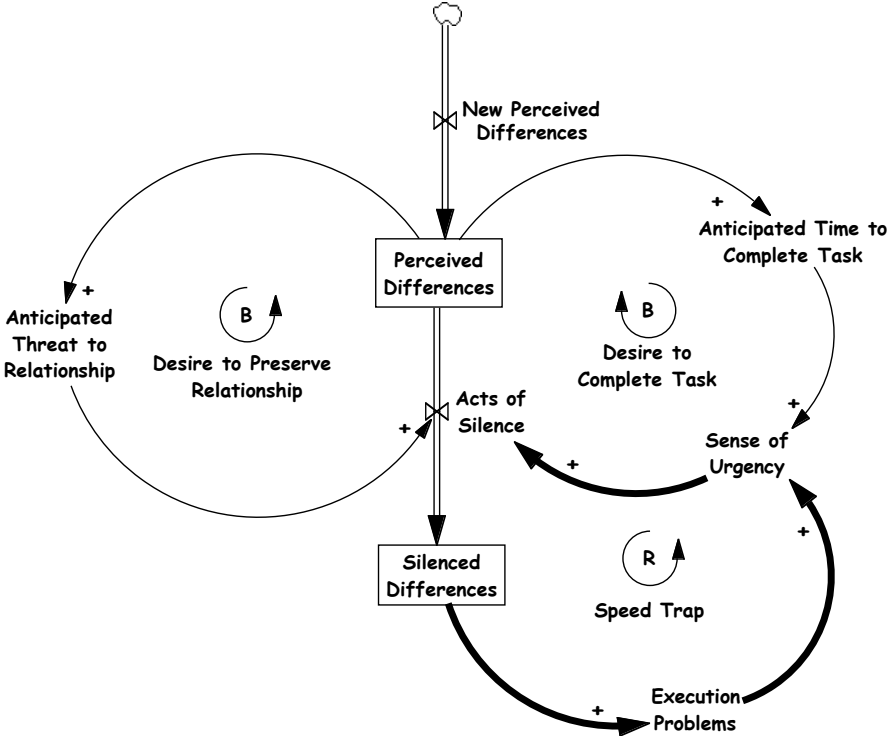 New Perceived
Differences
+
Anticipated Time to
Complete Task
Perceived
Differences
+
Anticipated
Threat to
Relationship
B
Desire to Preserve
Relationship
B
Desire to
Complete Task
Acts of
Silence
+
+
Sense of
Urgency
+
+
Silenced
Differences
R
Speed Trap
+
Execution
Problems